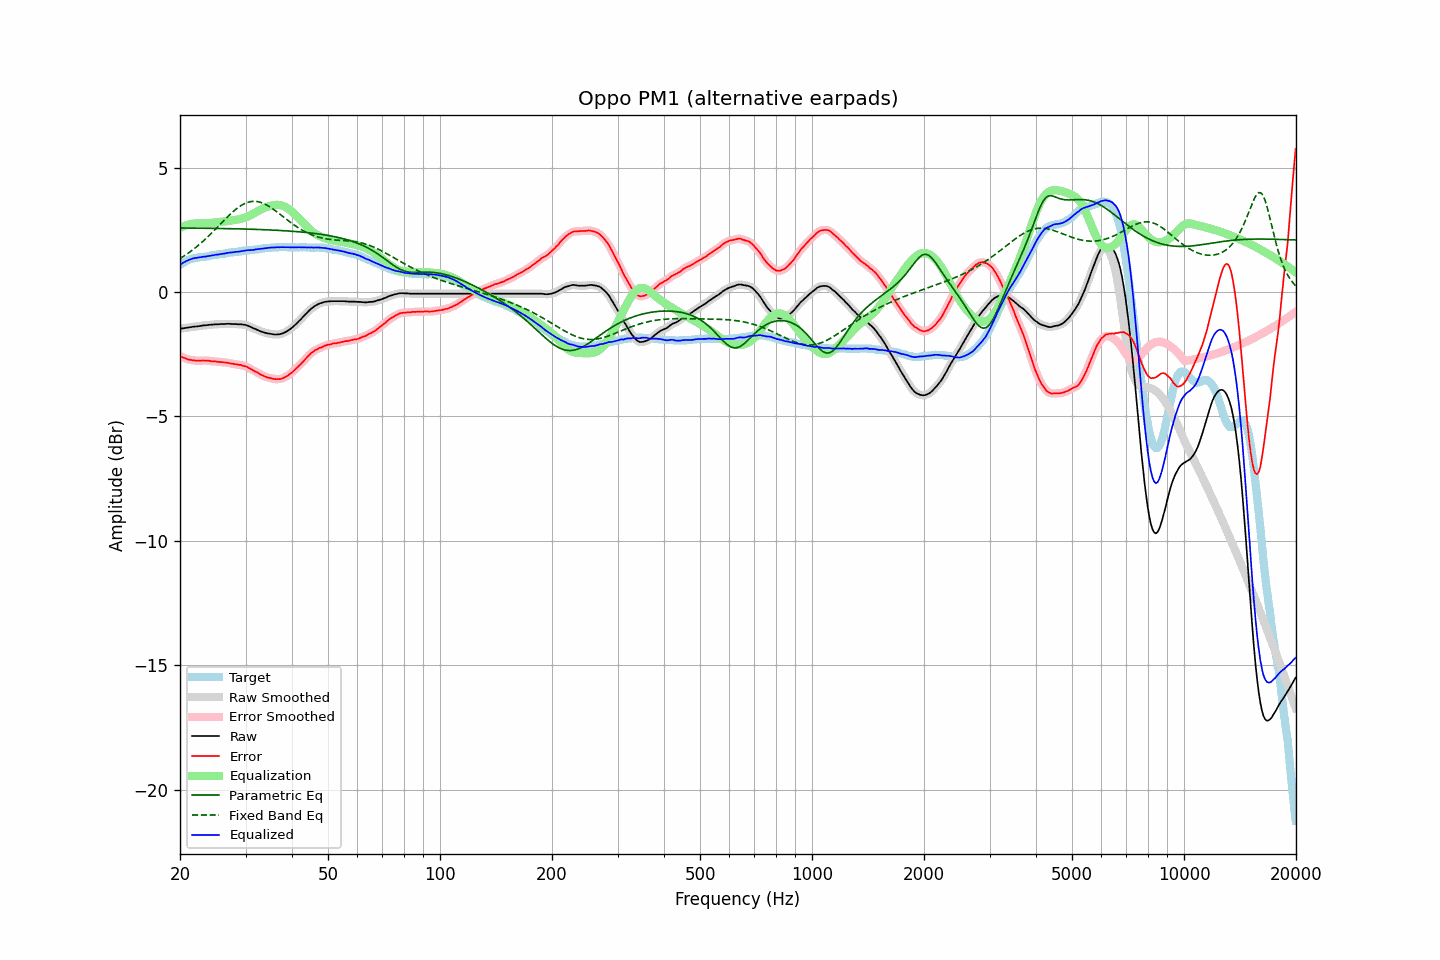 Oppo PM1 (alternative earpads)
Amplitude (dBr)
5
0
−5
−10
−15
−20
Target
Raw Smoothed
Error Smoothed
Raw
Error
Equalization
Parametric Eq
Fixed Band Eq
Equalized
20 50 100 200 500 1000 2000 5000 10000 20000
Frequency (Hz)